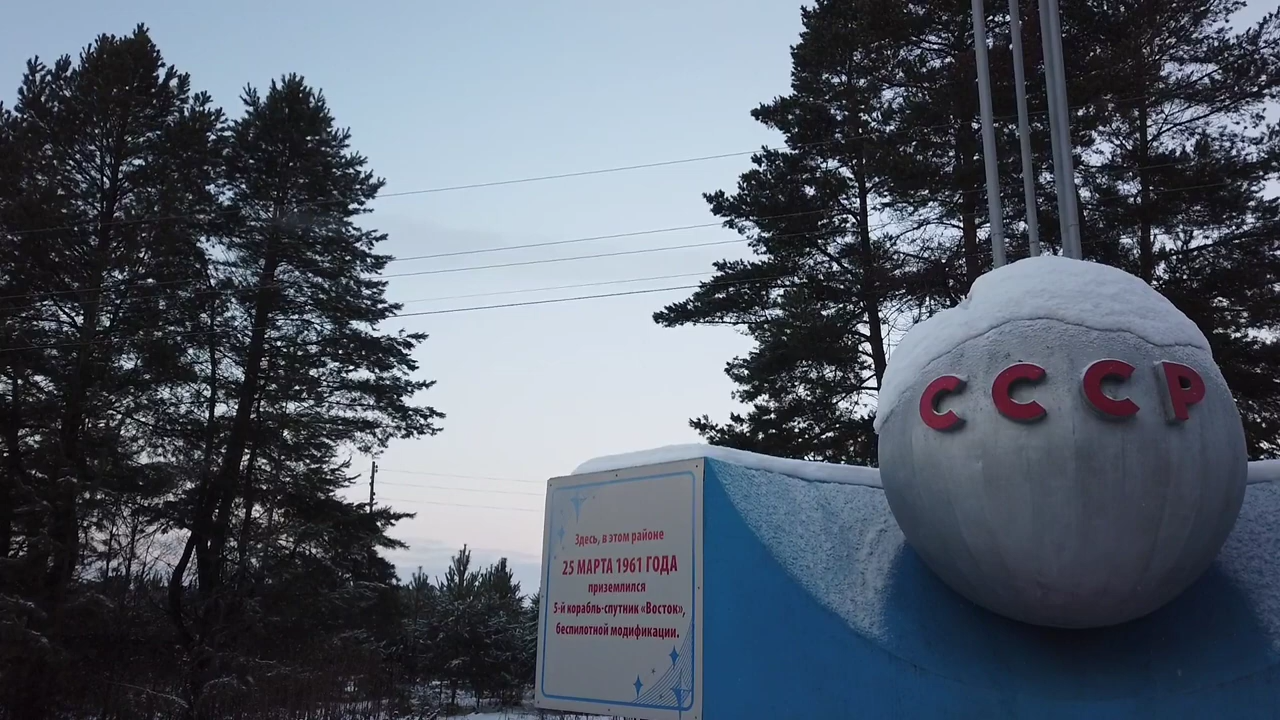 Здесь, в этом районе
25 МАРТА 1961 ГОДА
приземлился
5-й корабль-спутник «Восток»,
беспилотной модификации.
СССР